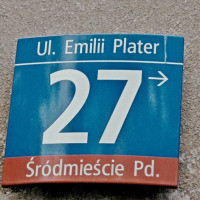 Ul. Emilii Plater
27 →
Śródmieście Pd.